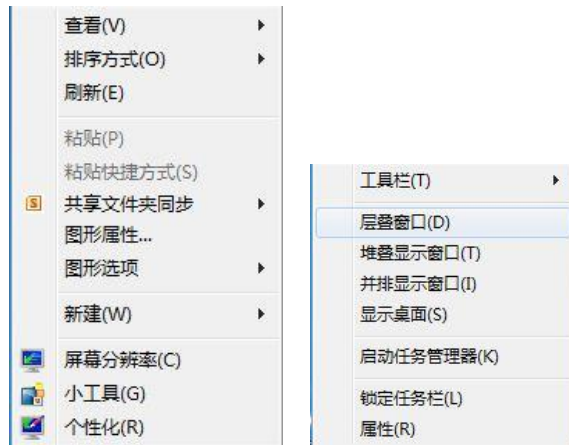 查看(V)
排序方式(O)
刷新(E)
粘贴(P)
粘贴快捷方式(S)
共享文件夹同步
图形属性...
图形选项
新建(W)
屏幕分辨率(C)
小工具(G)
个性化(R)
工具栏(T)
层叠窗口(D)
堆叠显示窗口(T)
并排显示窗口(I)
显示桌面(S)
启动任务管理器(K)
锁定任务栏(L)
属性(R)